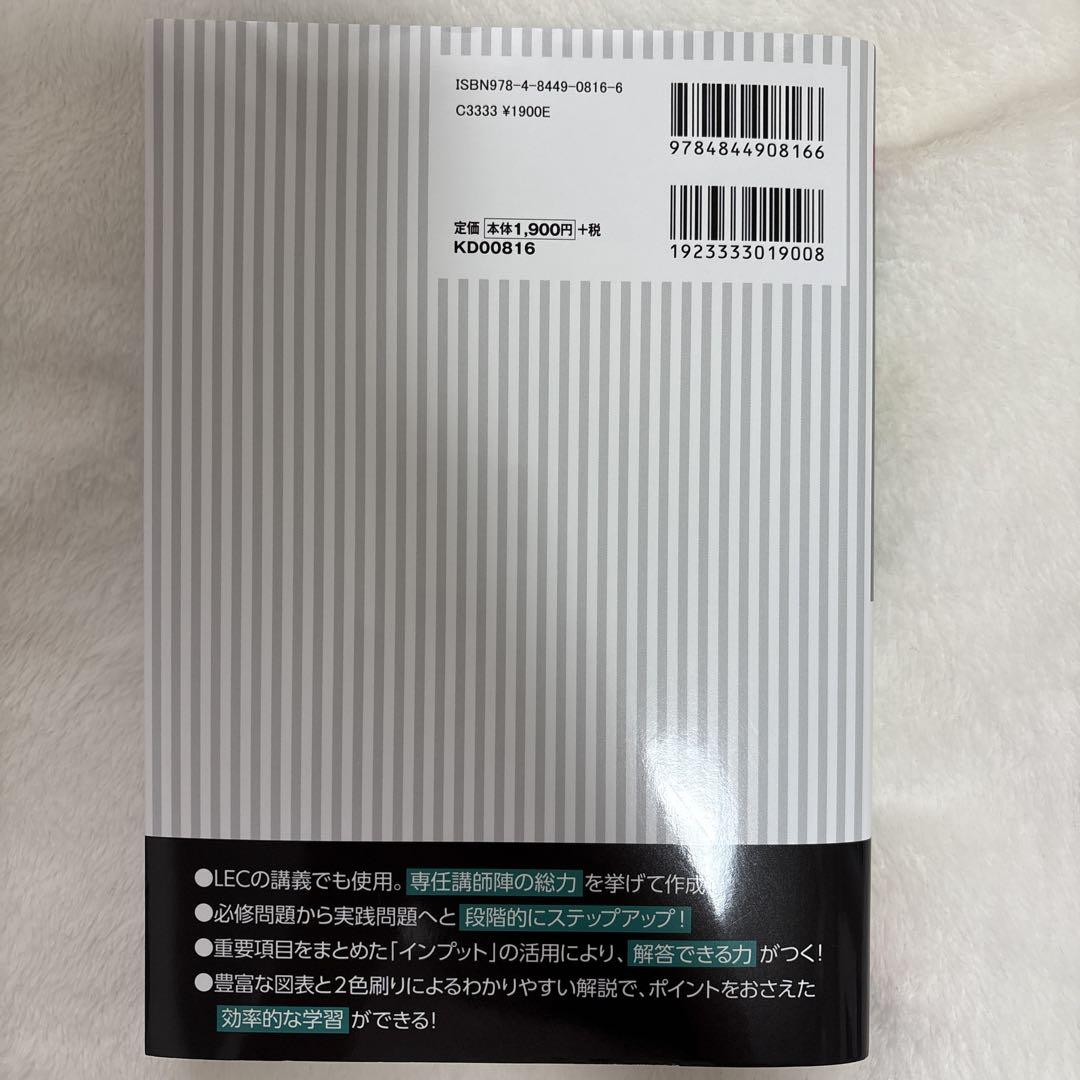 ISBN978-4-8449-0816-6
C3333 ¥1900E
9784844908166
定価 本体1,900円 +税
KD00816
1923333019008
●LECの講義でも使用。専任講師陣の総力 を挙げて作成
●必修問題から実践問題へと 段階的にステップアップ!
●重要項目をまとめた「インプット」の活用により、解答できる力 がつく!
●豊富な図表と2色刷りによるわかりやすい解説で、ポイントをおさえた
効率的な学習 ができる!